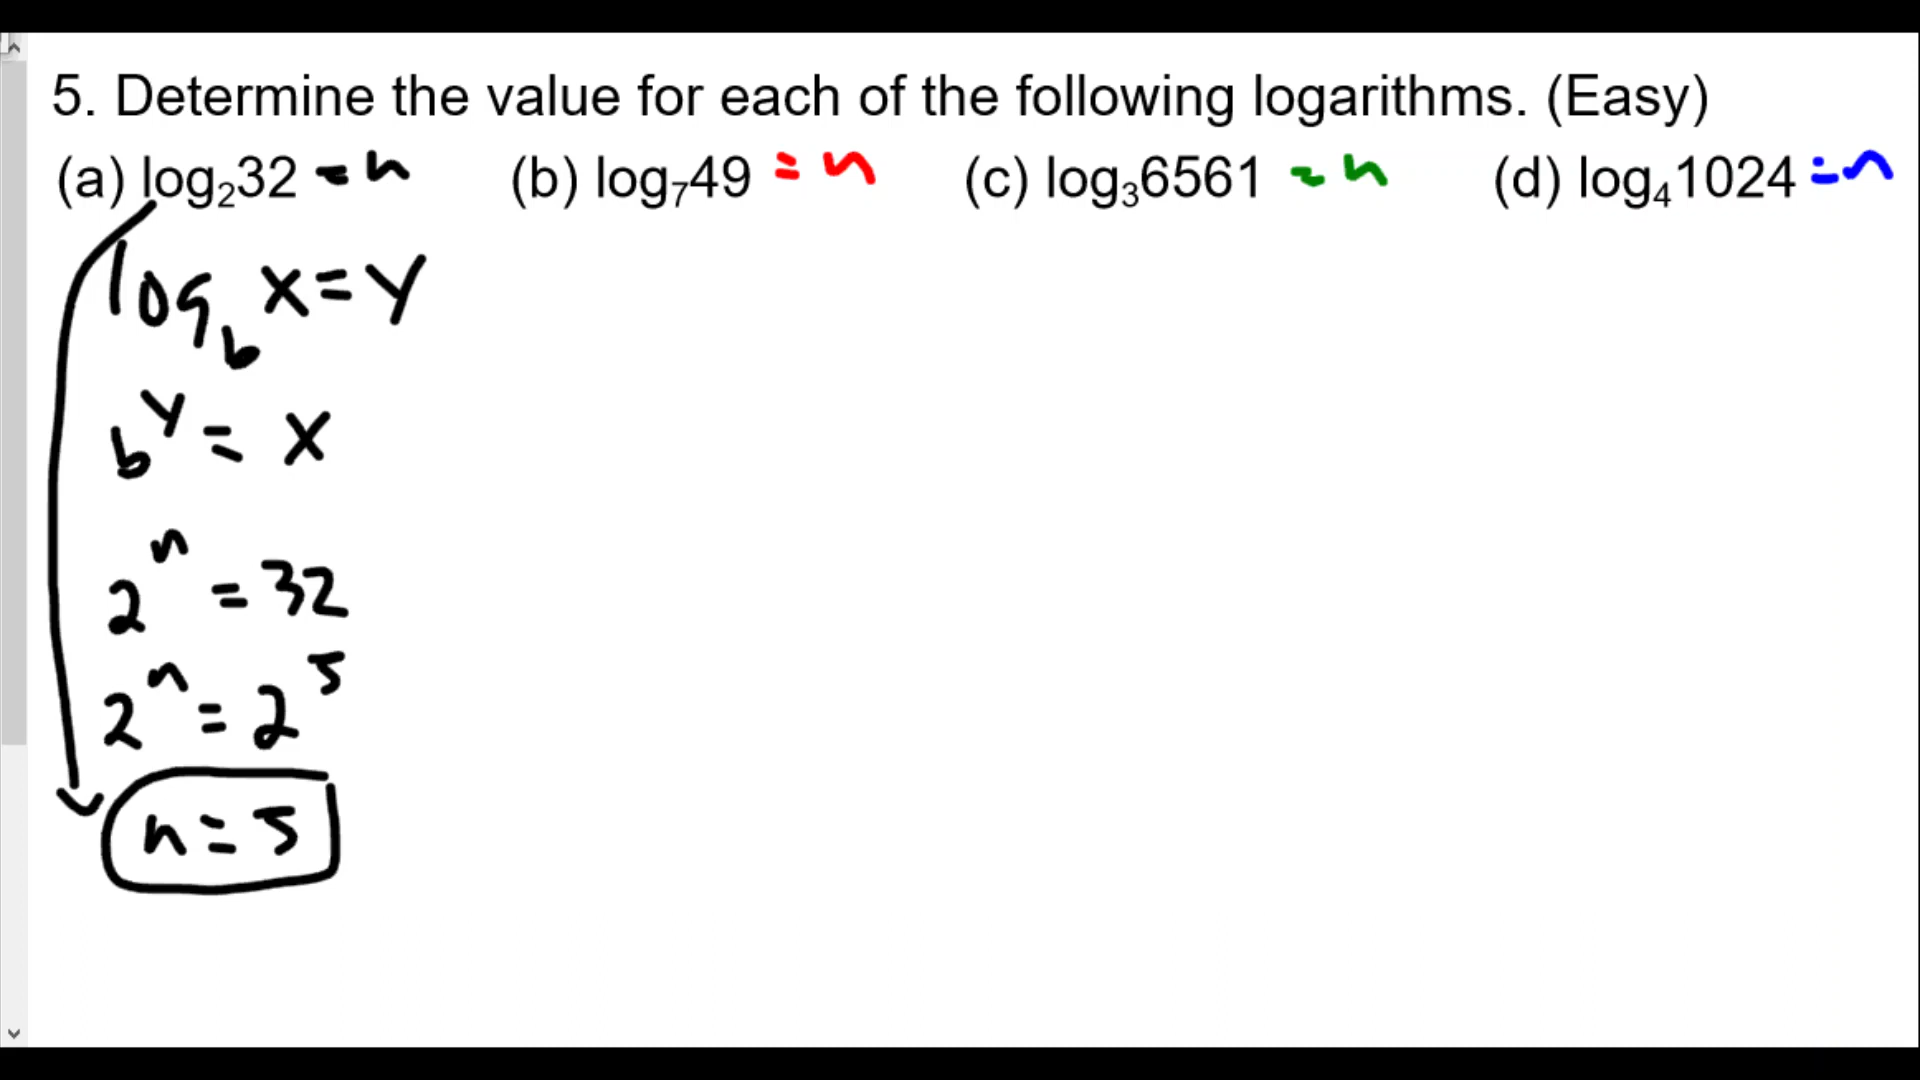 5. Determine the value for each of the following logarithms. (Easy)
(a) log₂32 = n (b) log₇49 = n (c) log₃6561 = n (d) log₄1024 = n
log_b x = y
b^y = x
2^n = 32
2^n = 2^5
n = 5